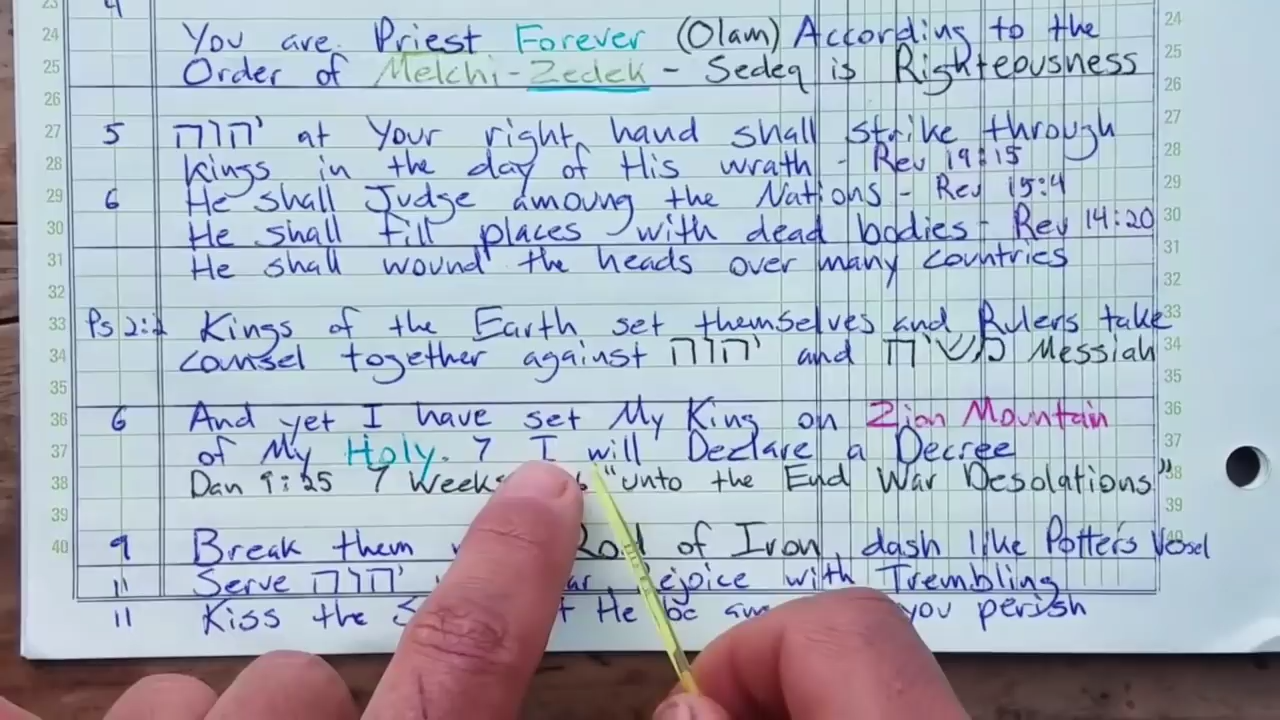 23 4
24 You are Priest Forever (Olam) According to the 24
25 Order of Melchi-Zedek - Sedeq is Righteousness 25
26 26
27 5 יהוה at Your right hand shall strike through 27
28 Kings in the day of His wrath - Rev 19:15 28
29 6 He shall Judge amoung the Nations - Rev 15:4 29
30 He shall fill places with dead bodies - Rev 14:20 30
31 He shall wound the heads over many countries 31
32 32
33 Ps 2:2 Kings of the Earth set themselves and Rulers take 33
34 counsel together against יהוה and משיח Messiah 34
35 35
36 6 And yet I have set My King on Zion Mountain 36
37 of My Holy. 7 I will Declare a Decree 37
38 Dan 9:25 7 Weeks "unto the End War Desolations" 38
39 39
40 9 Break them Rod of Iron, dash like Potter's Vesel 40
11 Serve יהוה rejoice with Trembling
11 Kiss the He be you perish